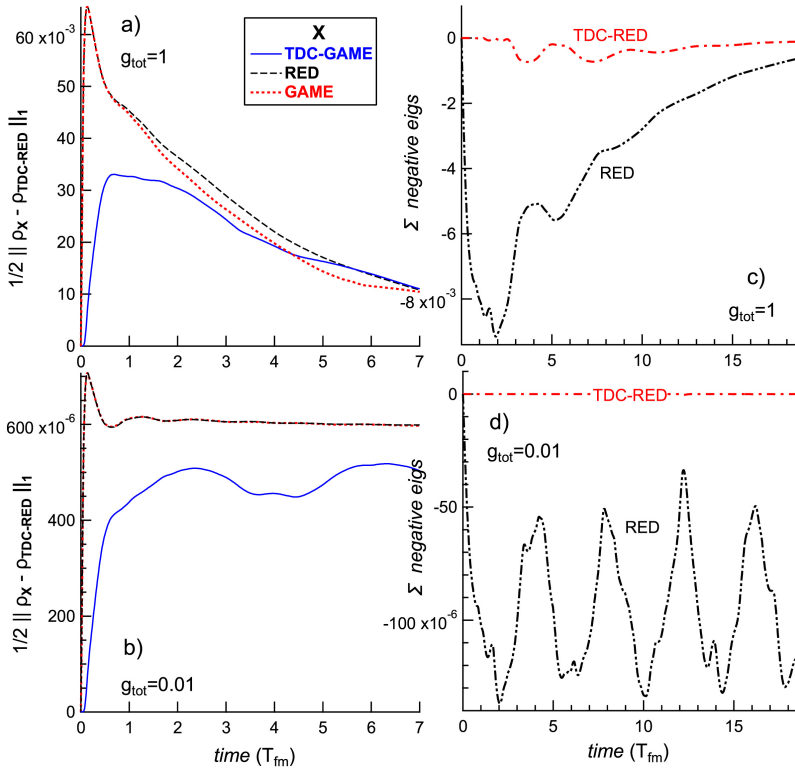 a)
g_tot=1
X
TDC-GAME
RED
GAME
60 x10^-3
50
40
30
20
10
0
1/2 || ρ_X - ρ_TDC-RED ||_1
0 1 2 3 4 5 6 7
b)
g_tot=0.01
600 x10^-6
400
200
0
1/2 || ρ_X - ρ_TDC-RED ||_1
0 1 2 3 4 5 6 7
time (T_fm)
c)
g_tot=1
TDC-RED
RED
0
-2
-4
-6
-8 x10^-3
Σ negative eigs
0 5 10 15
d)
g_tot=0.01
TDC-RED
RED
0
-50
-100 x10^-6
Σ negative eigs
0 5 10 15
time (T_fm)